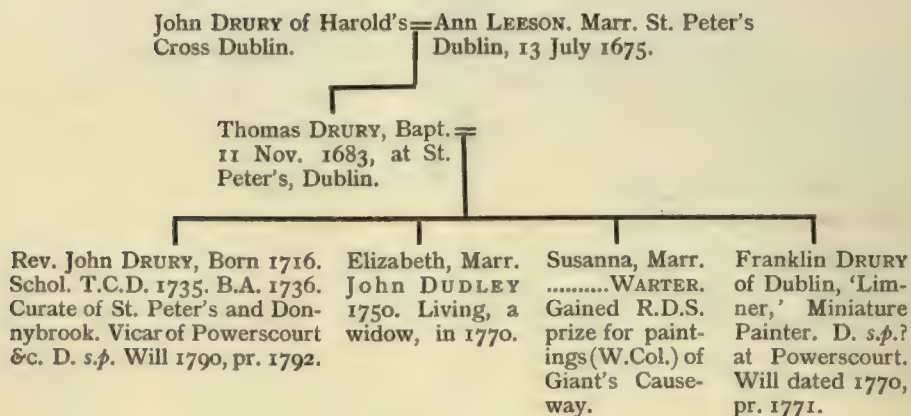 John DRURY of Harold's=Ann LEESON. Marr. St. Peter's
Cross Dublin. Dublin, 13 July 1675.
Thomas DRURY, Bapt.=
11 Nov. 1683, at St.
Peter's, Dublin.
Rev. John DRURY, Born 1716.
Schol. T.C.D. 1735. B.A. 1736.
Curate of St. Peter's and Don-
nybrook. Vicar of Powerscourt
&c. D. s.p. Will 1790, pr. 1792.
Elizabeth, Marr.
John DUDLEY
1750. Living, a
widow, in 1770.
Susanna, Marr.
..........WARTER.
Gained R.D.S.
prize for paint-
ings (W.Col.) of
Giant's Cause-
way.
Franklin DRURY
of Dublin, 'Lim-
ner,' Miniature
Painter. D. s.p.?
at Powerscourt.
Will dated 1770,
pr. 1771.